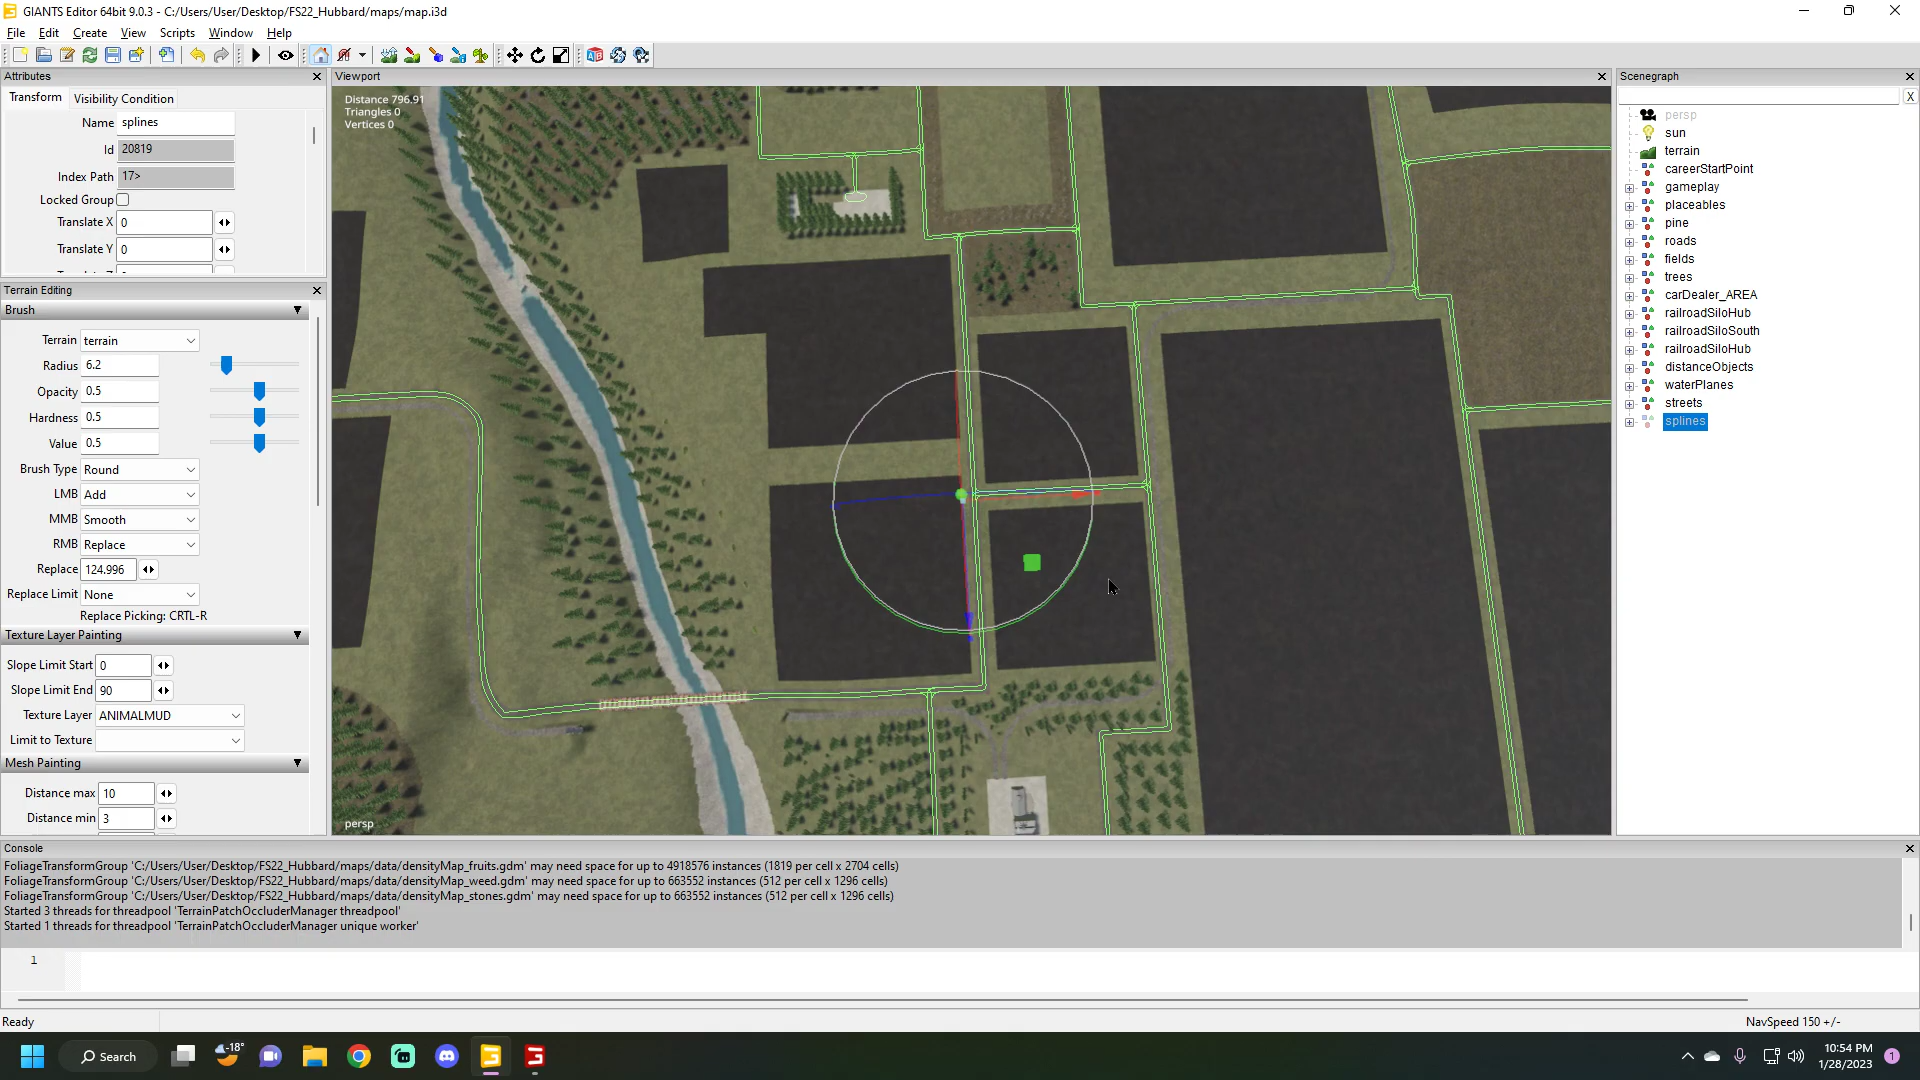 GIANTS Editor 64bit 9.0.3 - C:/Users/User/Desktop/FS22_Hubbard/maps/map.i3d
File Edit Create View Scripts Window Help
Attributes
Transform Visibility Condition
Name splines
Id 20819
Index Path 17>
Locked Group
Translate X 0
Translate Y 0
Terrain Editing
Brush
Terrain terrain
Radius 6.2
Opacity 0.5
Hardness 0.5
Value 0.5
Brush Type Round
LMB Add
MMB Smooth
RMB Replace
Replace 124.996
Replace Limit None
Replace Picking: CRTL-R
Texture Layer Painting
Slope Limit Start 0
Slope Limit End 90
Texture Layer ANIMALMUD
Limit to Texture
Mesh Painting
Distance max 10
Distance min 3
Viewport
Distance 796.91
Triangles 0
Vertices 0
persp
Scenegraph
X
persp
sun
terrain
careerStartPoint
gameplay
placeables
pine
roads
fields
trees
carDealer_AREA
railroadSiloHub
railroadSiloSouth
railroadSiloHub
distanceObjects
waterPlanes
streets
splines
Console
FoliageTransformGroup 'C:/Users/User/Desktop/FS22_Hubbard/maps/data/densityMap_fruits.gdm' may need space for up to 4918576 instances (1819 per cell x 2704 cells)
FoliageTransformGroup 'C:/Users/User/Desktop/FS22_Hubbard/maps/data/densityMap_weed.gdm' may need space for up to 663552 instances (512 per cell x 1296 cells)
FoliageTransformGroup 'C:/Users/User/Desktop/FS22_Hubbard/maps/data/densityMap_stones.gdm' may need space for up to 663552 instances (512 per cell x 1296 cells)
Started 3 threads for threadpool 'TerrainPatchOccluderManager threadpool'
Started 1 threads for threadpool 'TerrainPatchOccluderManager unique worker'
1
Ready
NavSpeed 150 +/-
Search
-18°
10:54 PM
1/28/2023
1